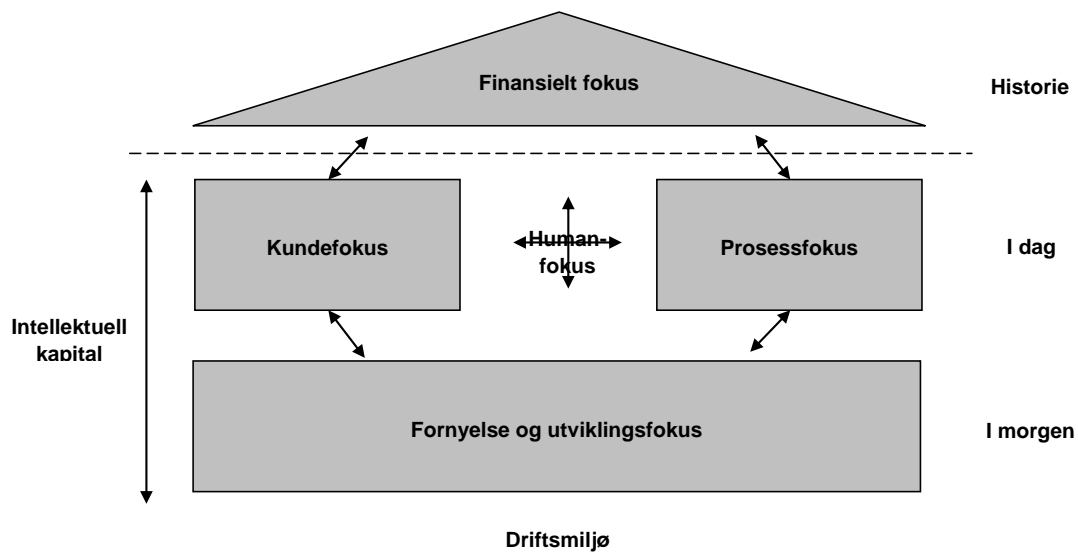 Finansielt fokus
Historie
Kundefokus
Human-
fokus
Prosessfokus
I dag
Intellektuell
kapital
Fornyelse og utviklingsfokus
I morgen
Driftsmiljø